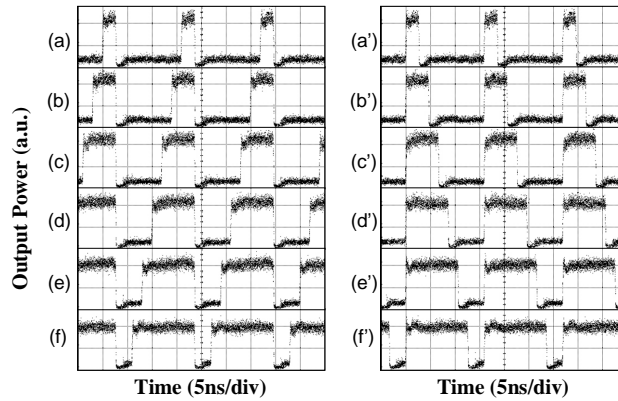 Output Power (a.u.)
(a)
(b)
(c)
(d)
(e)
(f)
Time (5ns/div)
(a')
(b')
(c')
(d')
(e')
(f')
Time (5ns/div)